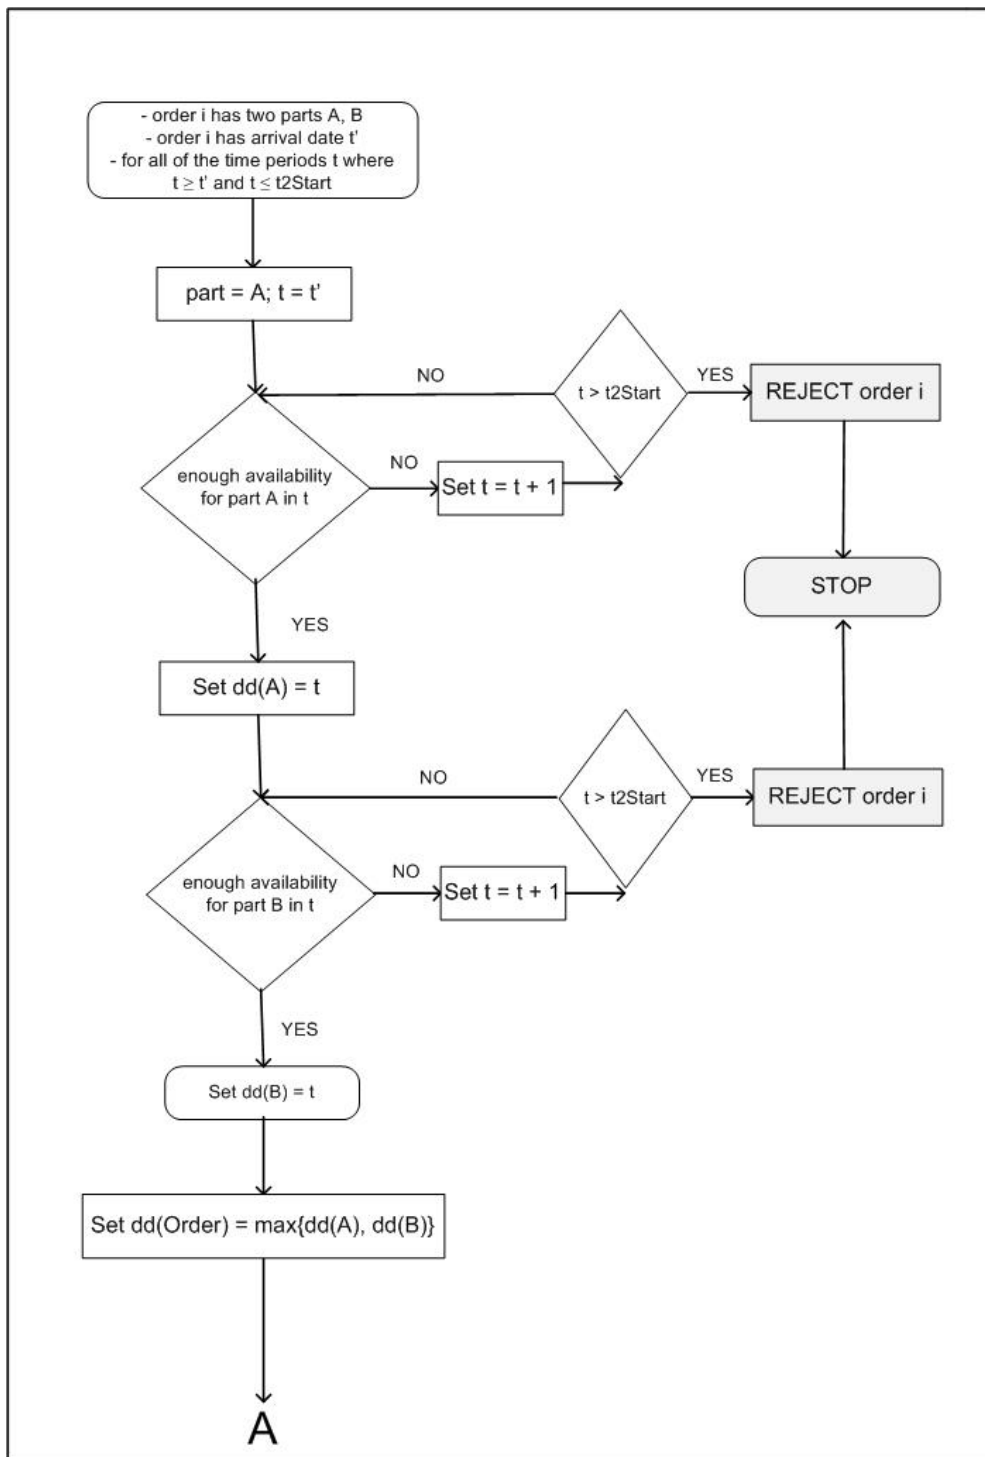 - order i has two parts A, B
- order i has arrival date t'
- for all of the time periods t where
t ≥ t' and t ≤ t2Start
part = A; t = t'
NO
t > t2Start
YES
REJECT order i
enough availability
for part A in t
NO
Set t = t + 1
STOP
YES
Set dd(A) = t
NO
t > t2Start
YES
REJECT order i
enough availability
for part B in t
NO
Set t = t + 1
YES
Set dd(B) = t
Set dd(Order) = max{dd(A), dd(B)}
A